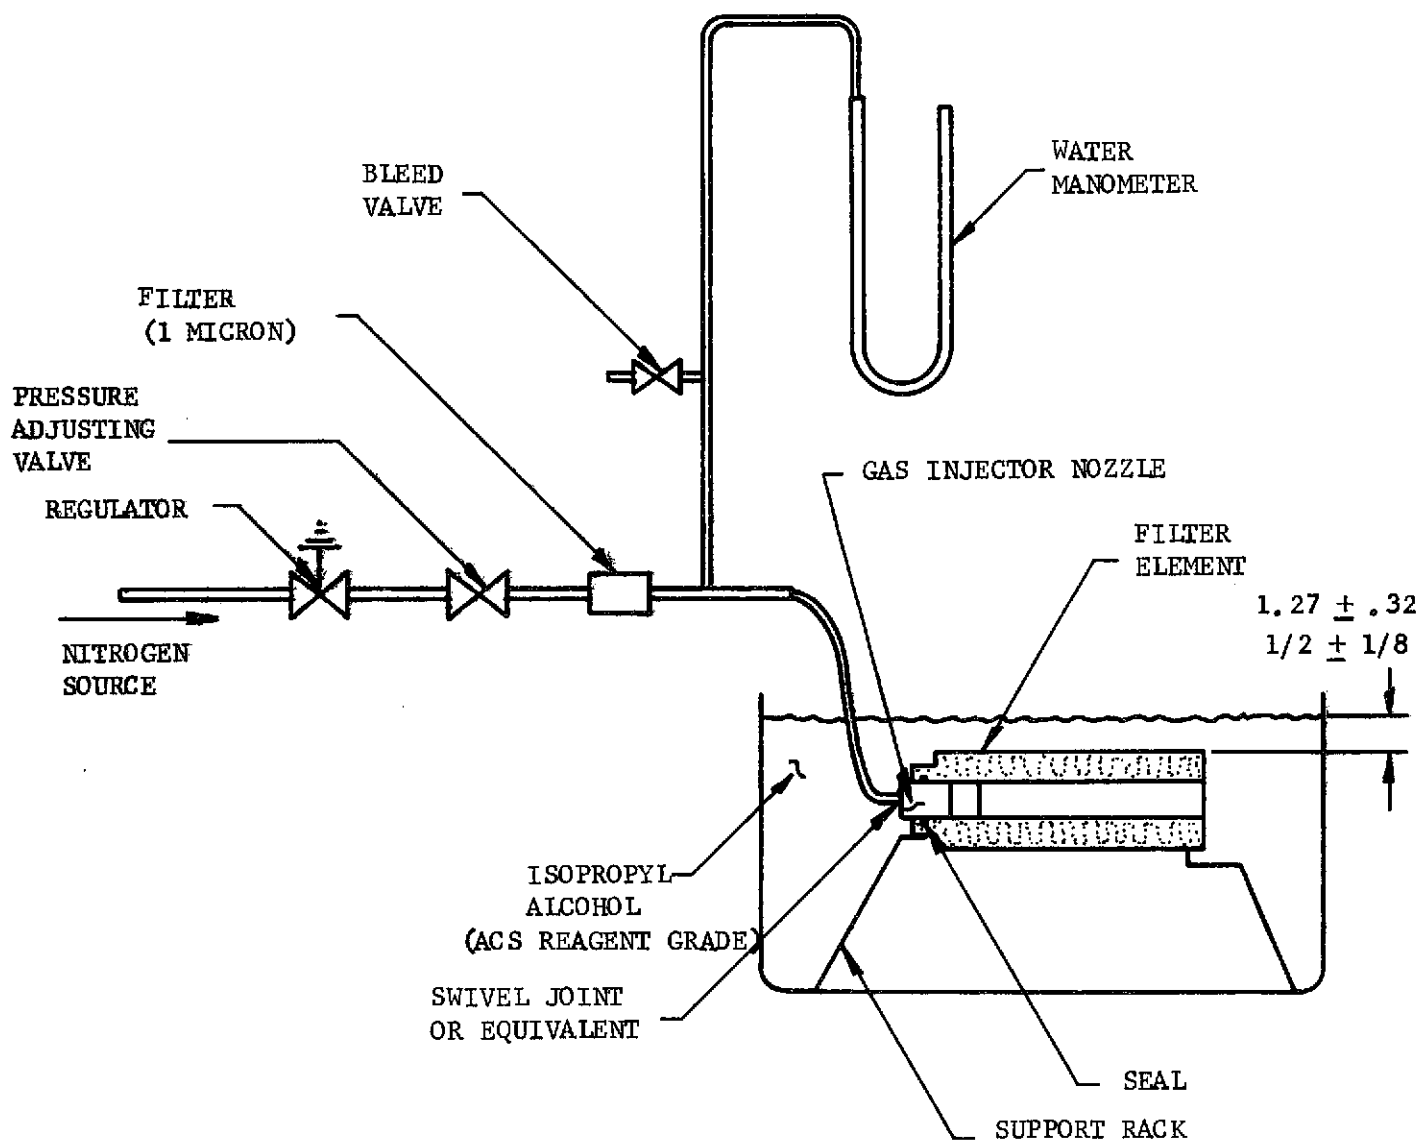 WATER
MANOMETER
BLEED
VALVE
FILTER
(1 MICRON)
PRESSURE
ADJUSTING
VALVE
GAS INJECTOR NOZZLE
REGULATOR
FILTER
ELEMENT
1.27 ± .32
1/2 ± 1/8
NITROGEN
SOURCE
ISOPROPYL
ALCOHOL
(ACS REAGENT GRADE)
SWIVEL JOINT
OR EQUIVALENT
SEAL
SUPPORT RACK